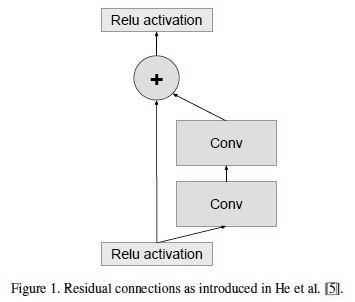 Relu activation
+
Conv
Conv
Relu activation
Figure 1. Residual connections as introduced in He et al. [5].